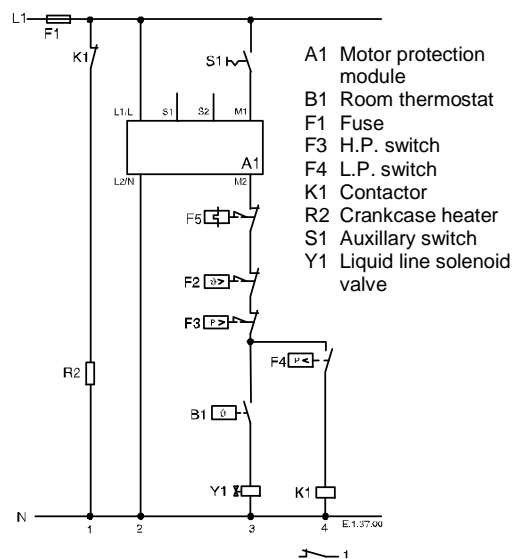 L1
F1
K1
S1
L1/L
S1
S2
M1
A1
L2/N
M2
F5
F2 ϑ>
F3 P>
F4 P<
R2
B1 ϑ
Y1
K1
N
1
2
3
4
E.1.37.00
1
A1 Motor protection
module
B1 Room thermostat
F1 Fuse
F3 H.P. switch
F4 L.P. switch
K1 Contactor
R2 Crankcase heater
S1 Auxillary switch
Y1 Liquid line solenoid
valve